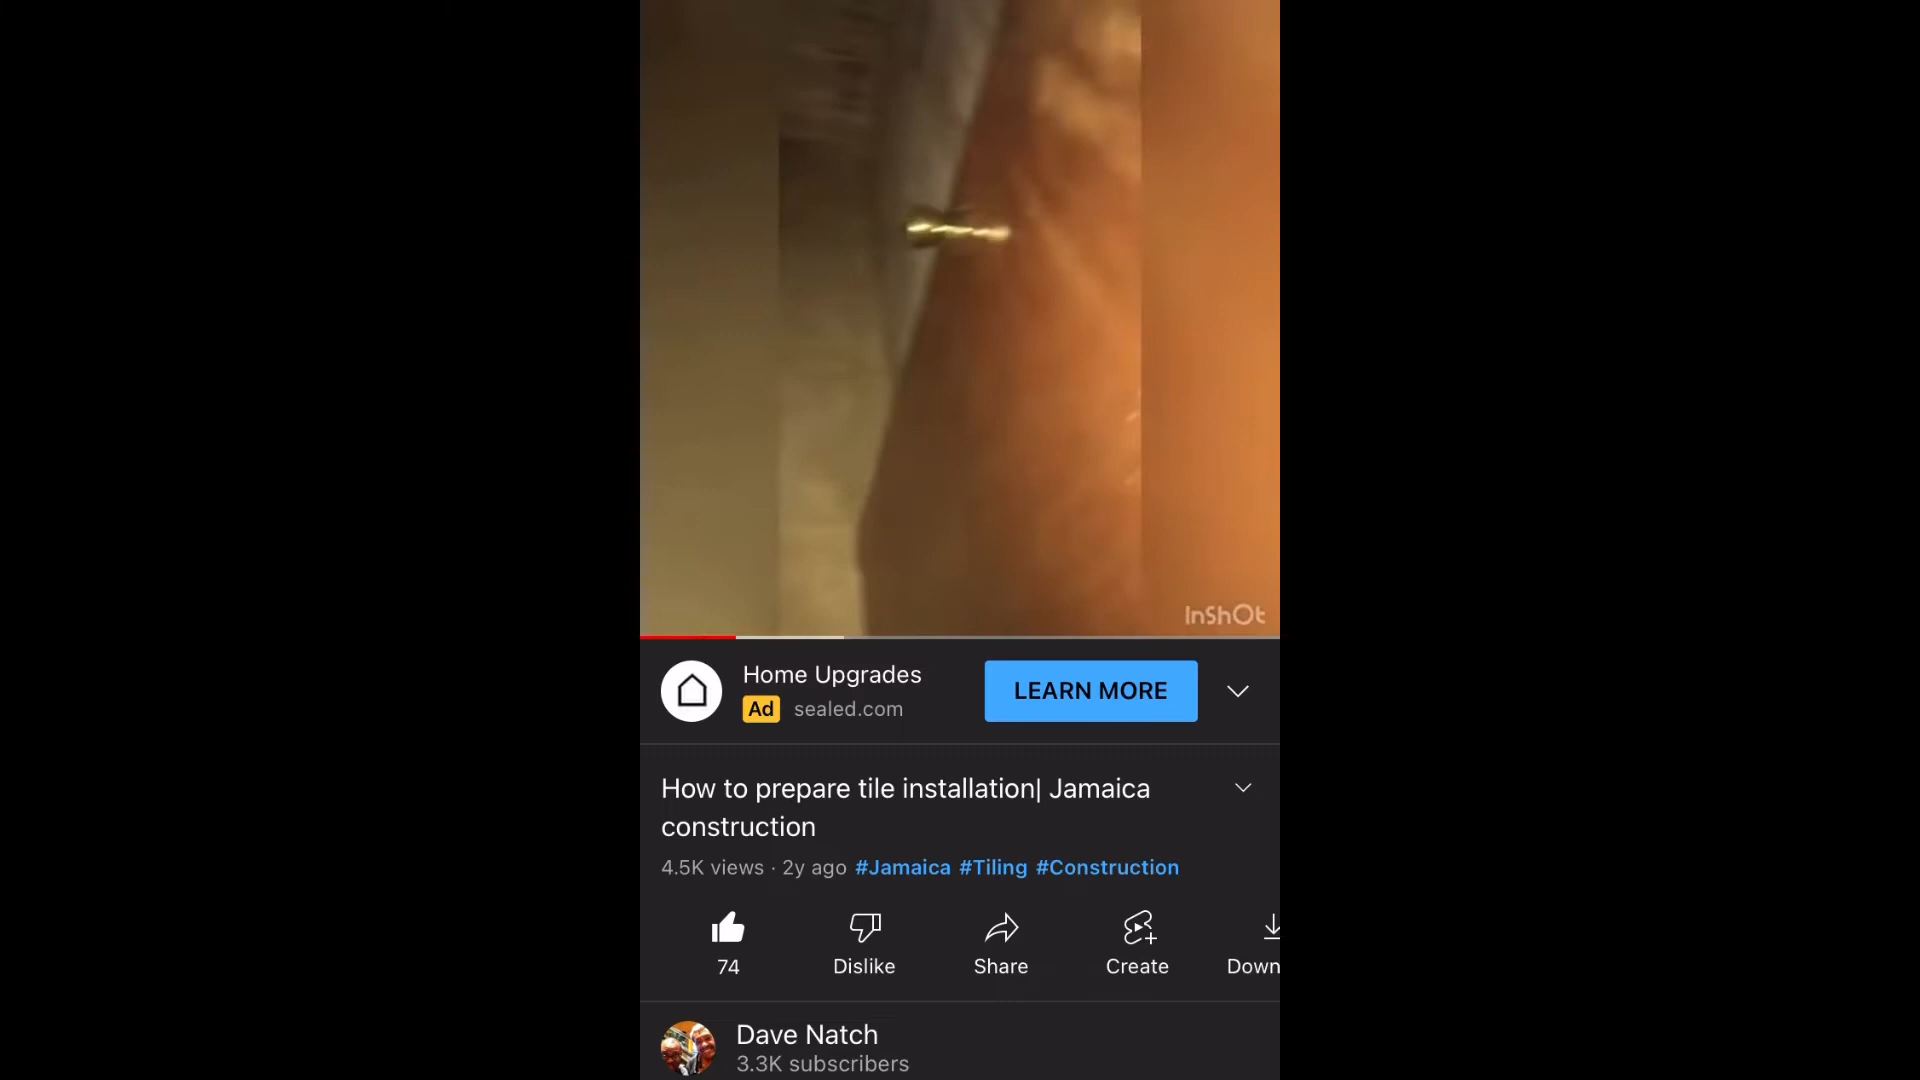 InShOt
Home Upgrades
Ad sealed.com
LEARN MORE
How to prepare tile installation| Jamaica
construction
4.5K views · 2y ago #Jamaica #Tiling #Construction
74
Dislike
Share
Create
Down
Dave Natch
3.3K subscribers